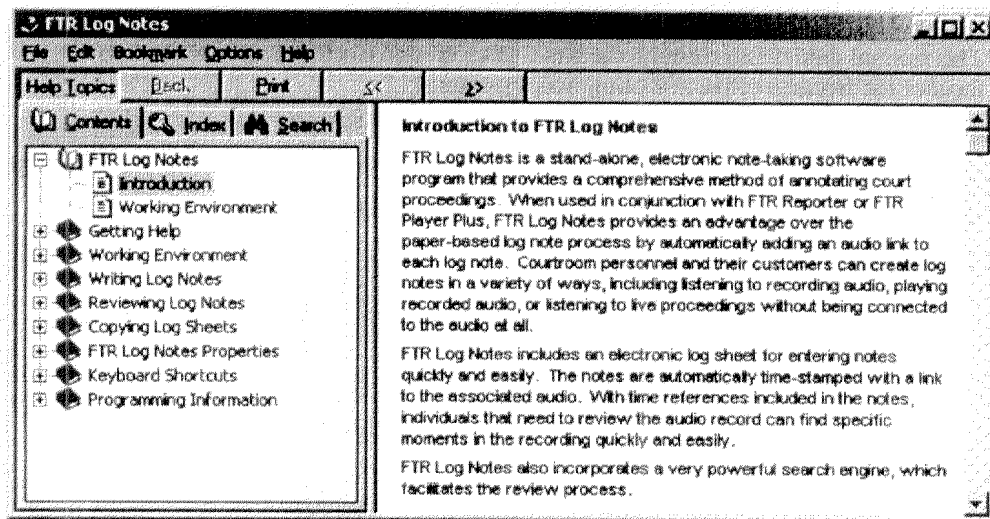 FTR Log Notes
File Edit Bookmark Options Help
Help Topics Print << >>
Contents Index Search
FTR Log Notes
Introduction
Working Environment
Getting Help
Working Environment
Writing Log Notes
Reviewing Log Notes
Copying Log Sheets
FTR Log Notes Properties
Keyboard Shortcuts
Programming Information
Introduction to FTR Log Notes
FTR Log Notes is a stand-alone, electronic note-taking software
program that provides a comprehensive method of annotating court
proceedings. When used in conjunction with FTR Reporter or FTR
Player Plus, FTR Log Notes provides an advantage over the
paper-based log note process by automatically adding an audio link to
each log note. Courtroom personnel and their customers can create log
notes in a variety of ways, including listening to recording audio, playing
recorded audio, or listening to live proceedings without being connected
to the audio at all.
FTR Log Notes includes an electronic log sheet for entering notes
quickly and easily. The notes are automatically time-stamped with a link
to the associated audio. With time references included in the notes,
individuals that need to review the audio record can find specific
moments in the recording quickly and easily.
FTR Log Notes also incorporates a very powerful search engine, which
facilitates the review process.